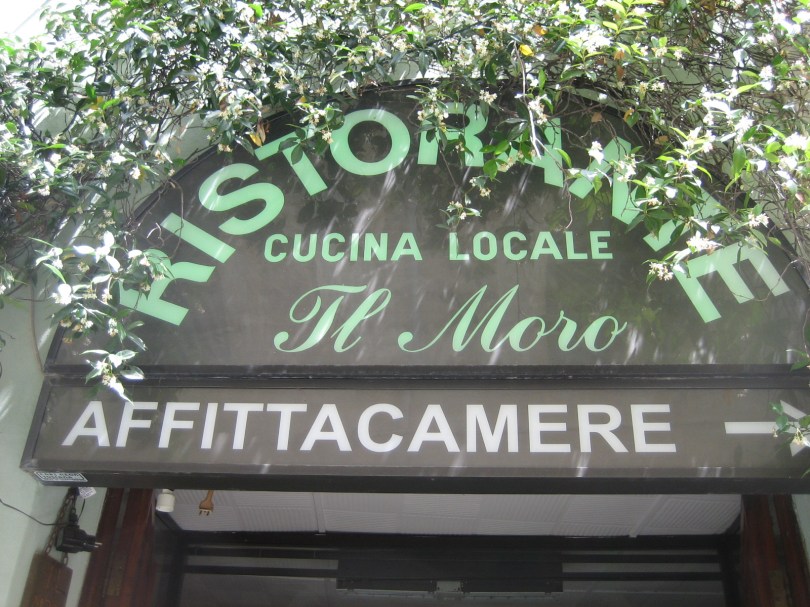 RISTORANTE
CUCINA LOCALE
Il Moro
AFFITTACAMERE →